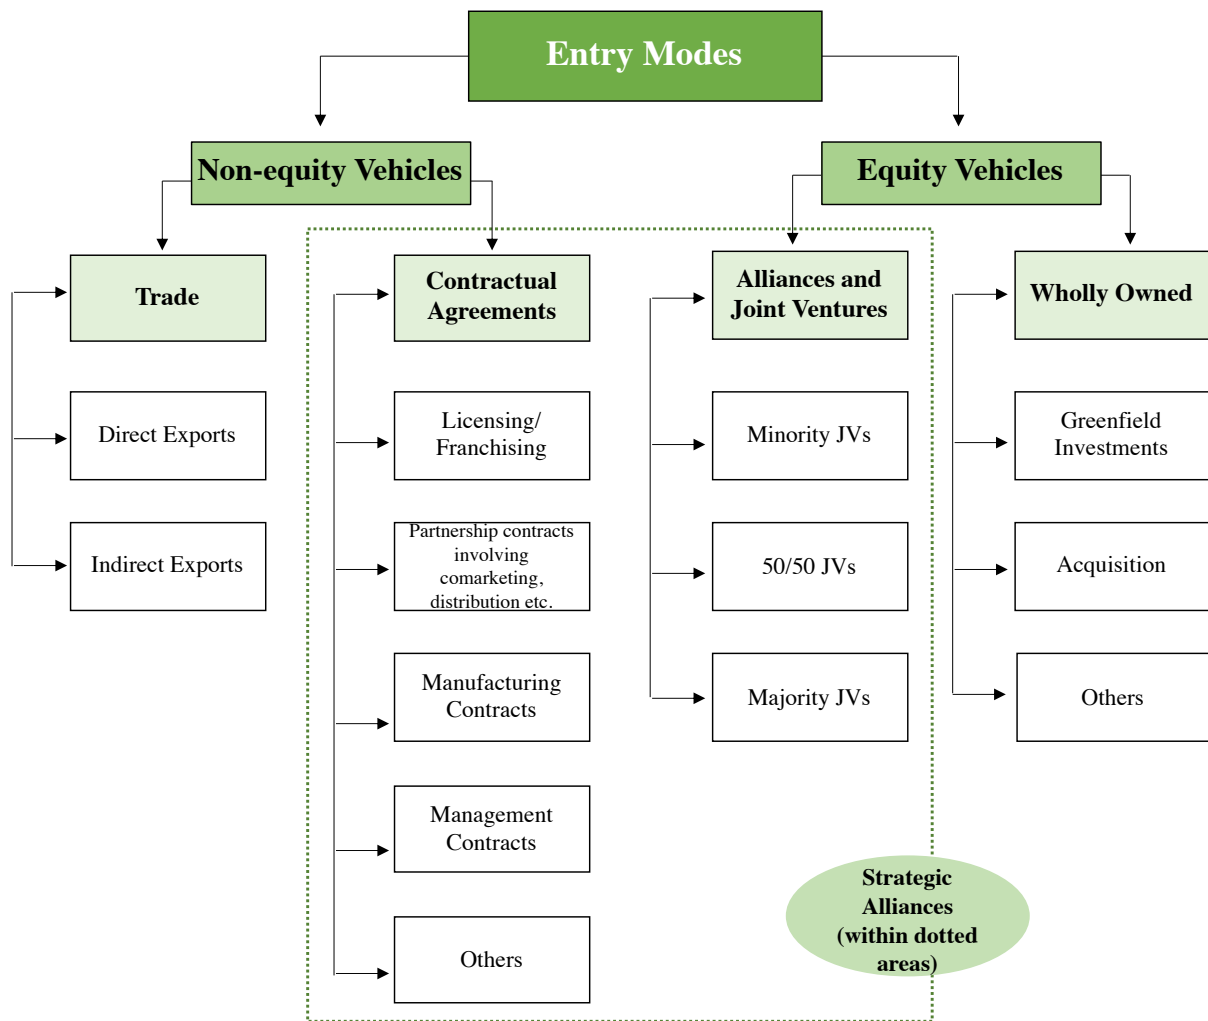 Entry Modes
Non-equity Vehicles
Equity Vehicles
Trade
Contractual
Agreements
Alliances and
Joint Ventures
Wholly Owned
Direct Exports
Licensing/
Franchising
Minority JVs
Greenfield
Investments
Indirect Exports
Partnership contracts
involving
comarketing,
distribution etc.
50/50 JVs
Acquisition
Manufacturing
Contracts
Majority JVs
Others
Management
Contracts
Strategic
Alliances
(within dotted
areas)
Others